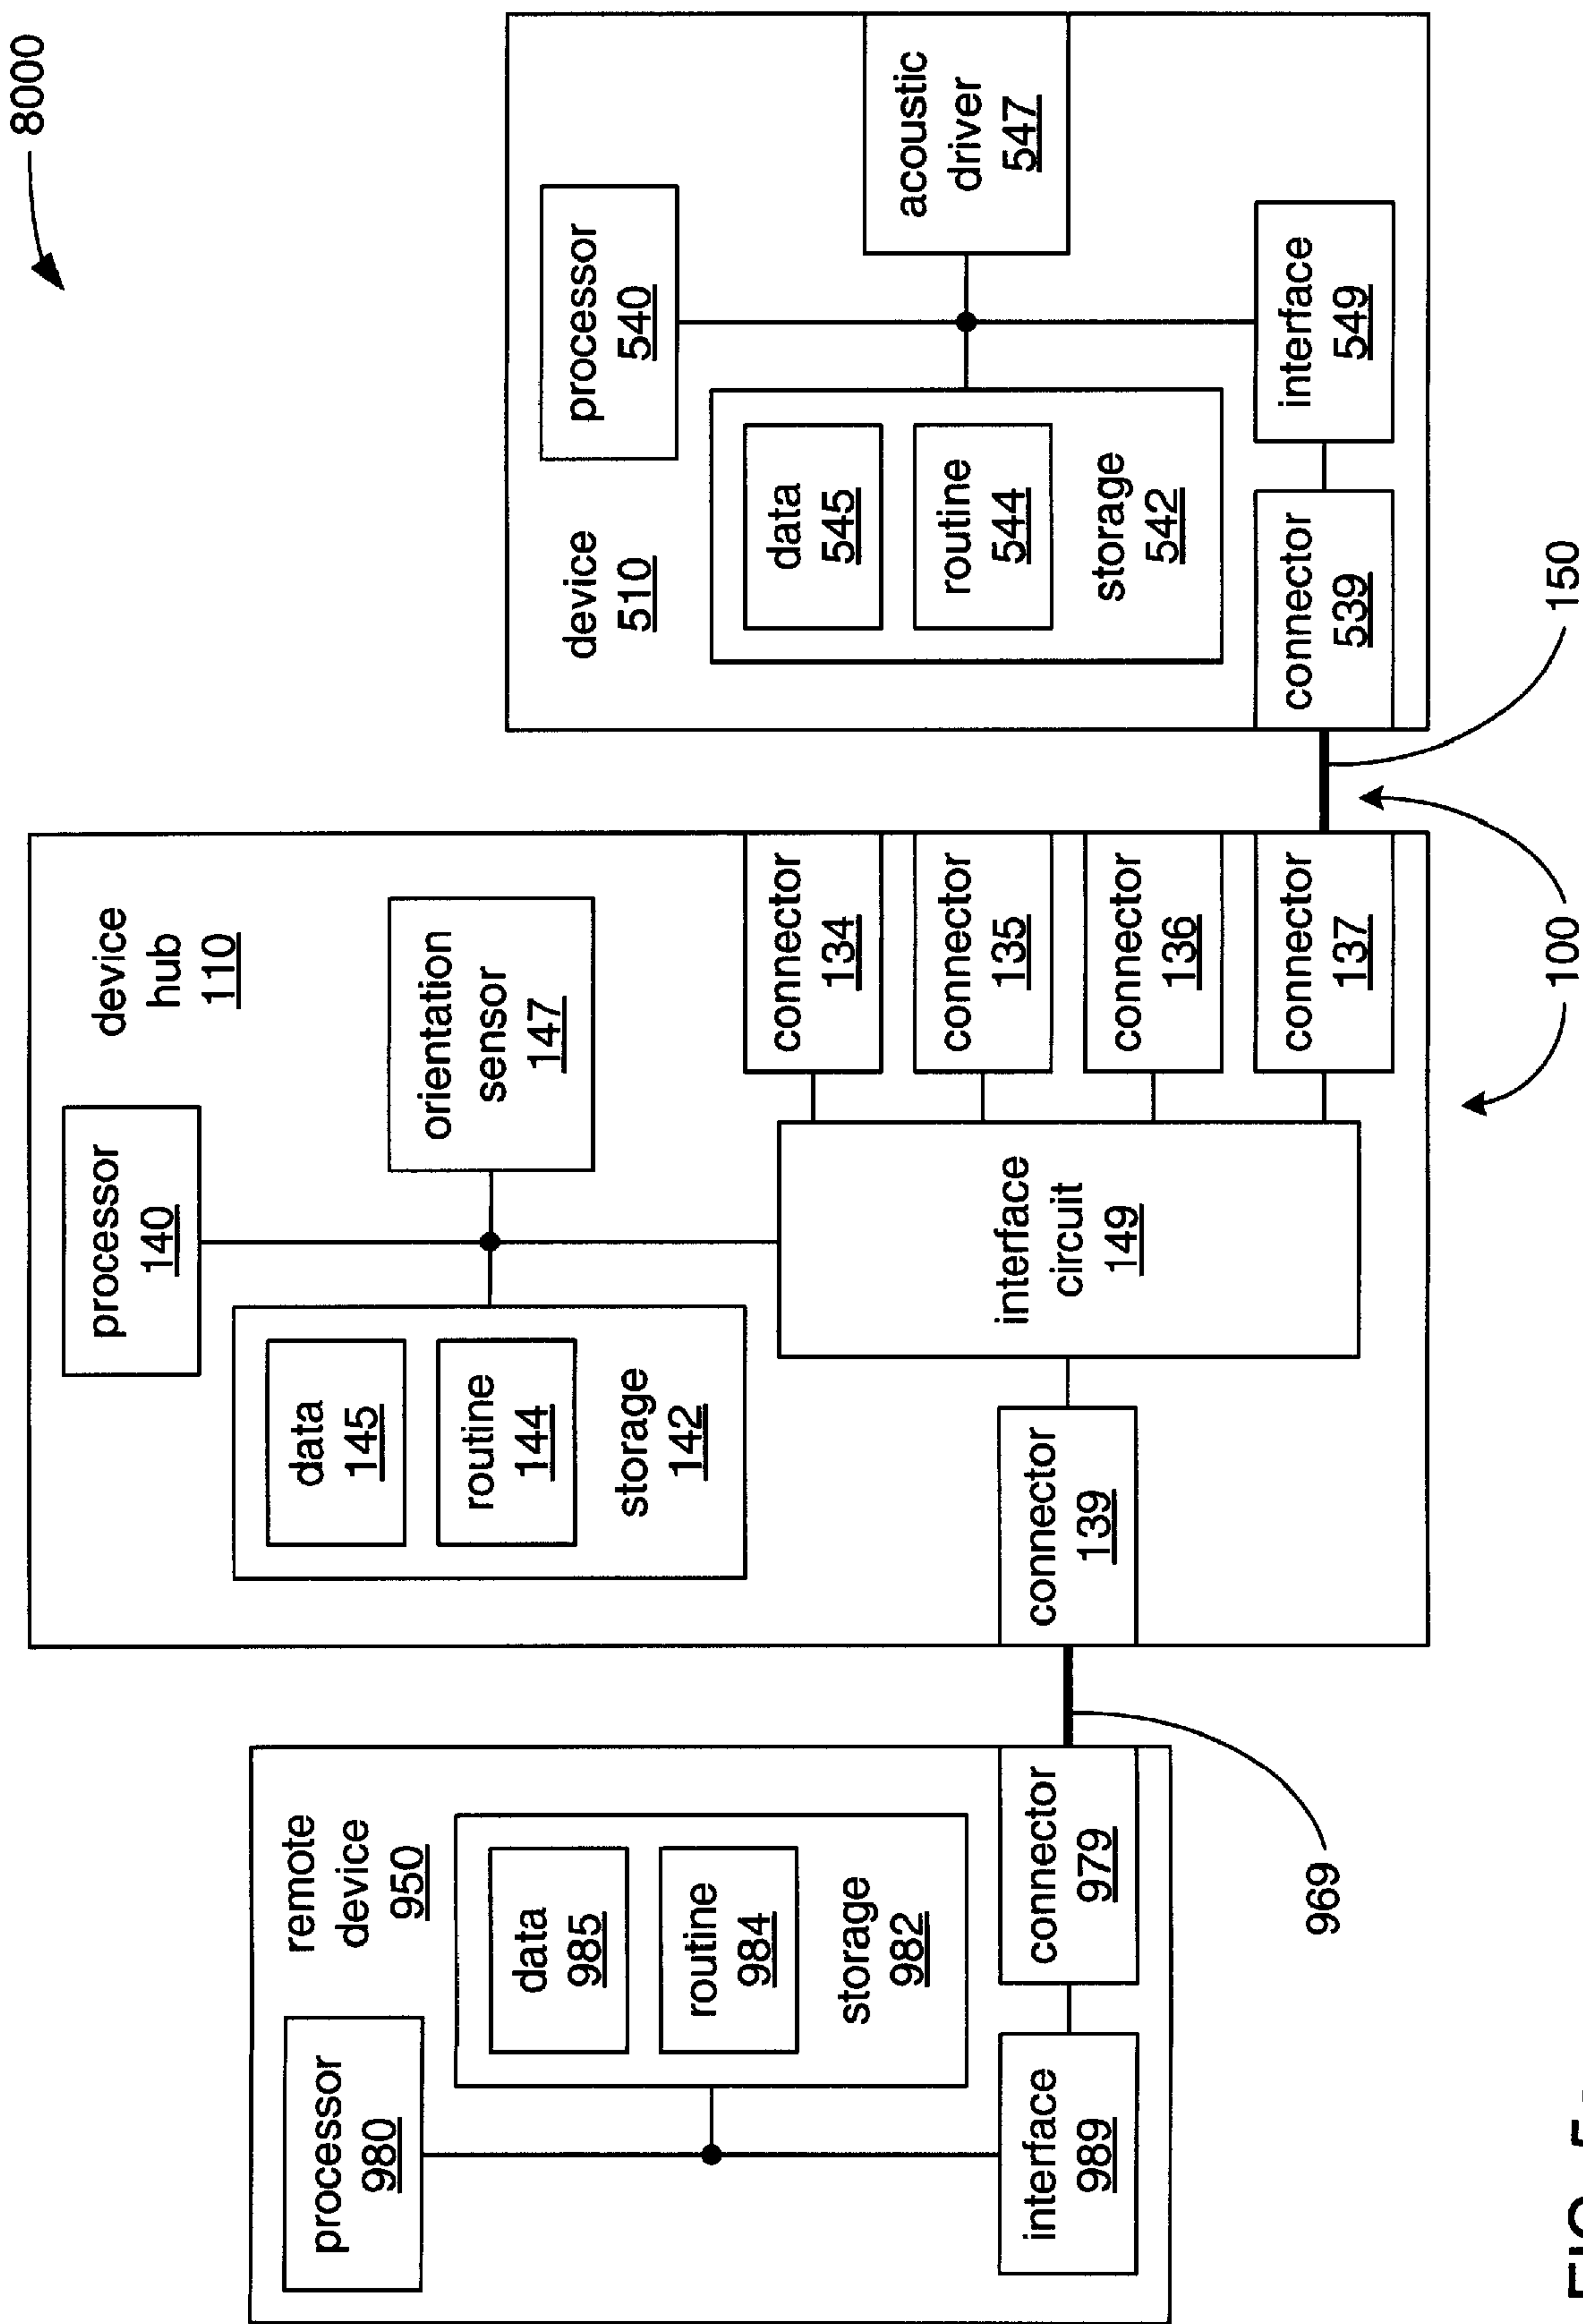 8000
remote
device
950
processor
980
data
985
routine
984
storage
982
interface
989
connector
979
969
device
hub
110
processor
140
orientation
sensor
147
data
145
routine
144
storage
142
interface
circuit
149
connector
139
connector
134
connector
135
connector
136
connector
137
100
150
device
510
processor
540
acoustic
driver
547
data
545
routine
544
storage
542
interface
549
connector
539
FIG.